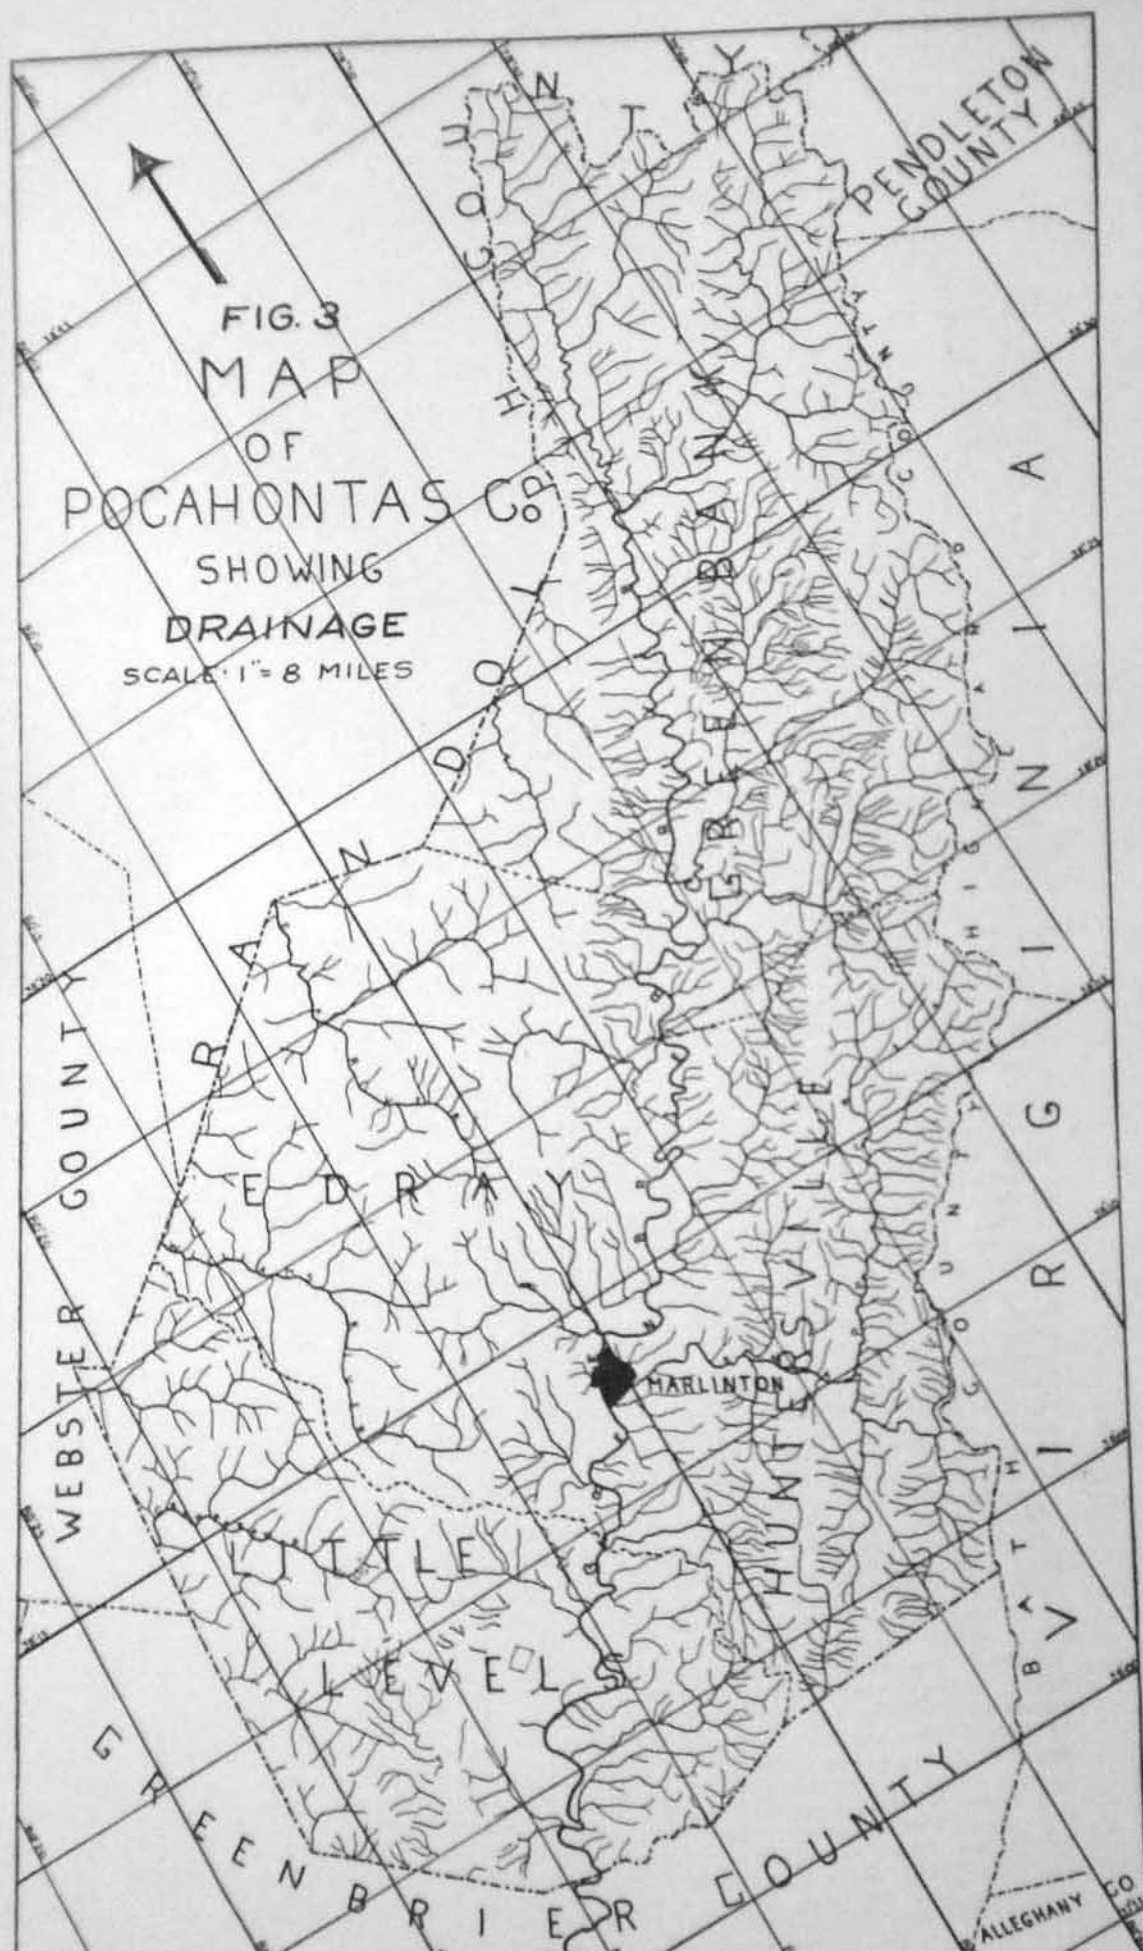 FIG. 3
MAP
OF
POCAHONTAS CO.
SHOWING
DRAINAGE
SCALE · 1" = 8 MILES
RANDOLPH COUNTY
PENDLETON
COUNTY
HIGHLAND COUNTY
VIRGINIA
BATH COUNTY
ALLEGHANY CO
GREENBRIER COUNTY
WEBSTER COUNTY
GREENBANK
EDRAY
HUNTERSVILLE
MARLINTON
LITTLE
LEVELS